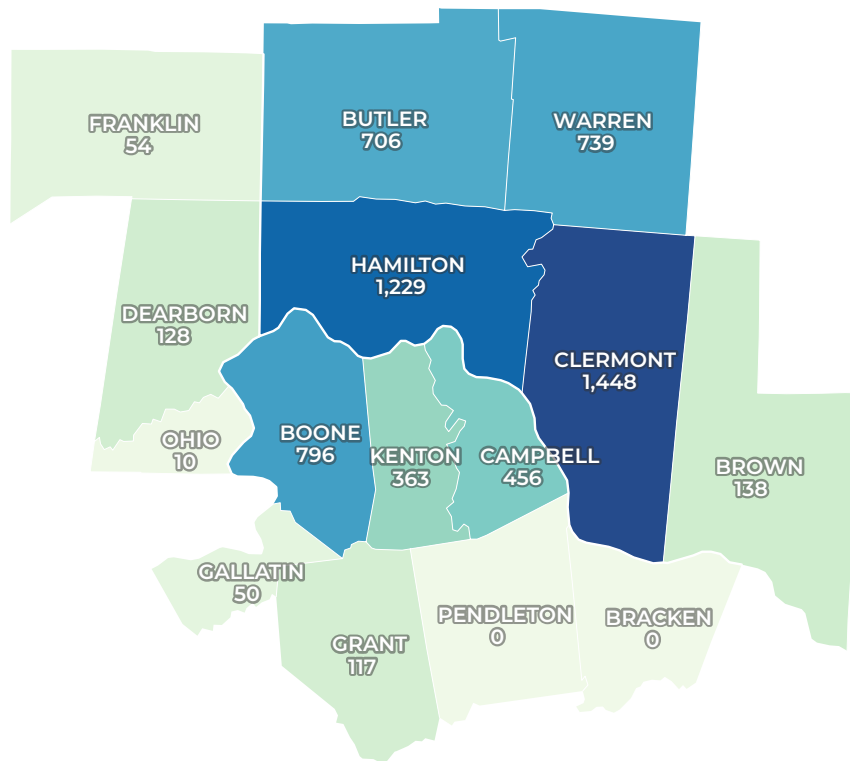 FRANKLIN
54
BUTLER
706
WARREN
739
HAMILTON
1,229
DEARBORN
128
CLERMONT
1,448
OHIO
10
BOONE
796
KENTON
363
CAMPBELL
456
BROWN
138
GALLATIN
50
GRANT
117
PENDLETON
0
BRACKEN
0